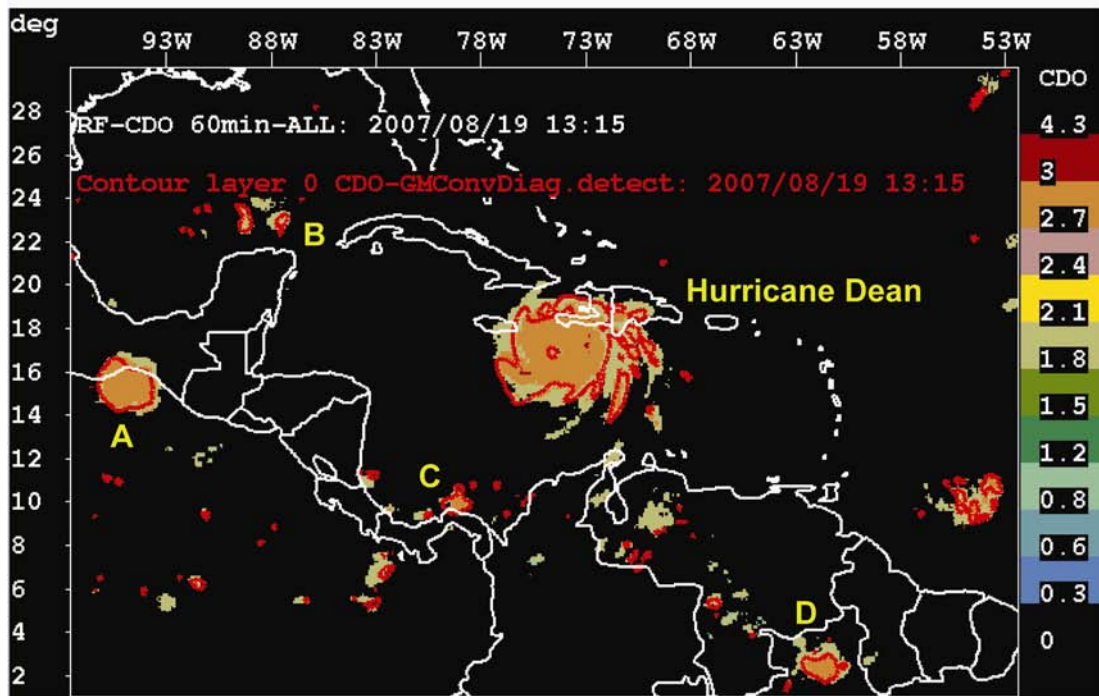 deg
93W 88W 83W 78W 73W 68W 63W 58W 53W
CDO
RF-CDO 60min-ALL: 2007/08/19 13:15
Contour layer 0 CDO-GMConvDiag.detect: 2007/08/19 13:15
28
26
24
22
20
18
16
14
12
10
8
6
4
2
B
Hurricane Dean
A
C
D
4.3
3
2.7
2.4
2.1
1.8
1.5
1.2
0.8
0.6
0.3
0